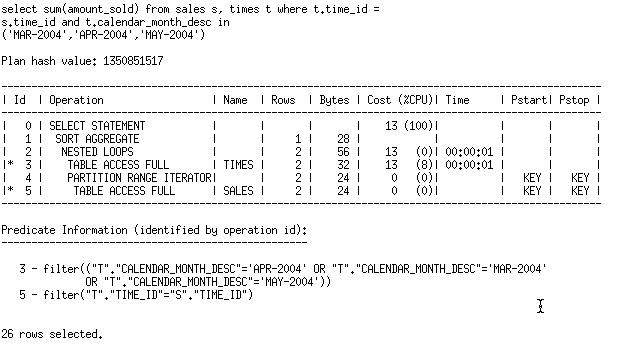 select sum(amount_sold) from sales s, times t where t.time_id =
s.time_id and t.calendar_month_desc in
('MAR-2004','APR-2004','MAY-2004')
Plan hash value: 1350851517
----------------------------------------------------------------------------------------------------
| Id | Operation | Name | Rows | Bytes | Cost (%CPU)| Time | Pstart| Pstop |
----------------------------------------------------------------------------------------------------
| 0 | SELECT STATEMENT | | | | 13 (100)| | | |
| 1 | SORT AGGREGATE | | 1 | 28 | | | | |
| 2 | NESTED LOOPS | | 2 | 56 | 13 (0)| 00:00:01 | | |
|* 3 | TABLE ACCESS FULL | TIMES | 2 | 32 | 13 (8)| 00:00:01 | | |
| 4 | PARTITION RANGE ITERATOR| | 2 | 24 | 0 (0)| | KEY | KEY |
|* 5 | TABLE ACCESS FULL | SALES | 2 | 24 | 0 (0)| | KEY | KEY |
----------------------------------------------------------------------------------------------------
Predicate Information (identified by operation id):
---------------------------------------------------
3 - filter(("T"."CALENDAR_MONTH_DESC"='APR-2004' OR "T"."CALENDAR_MONTH_DESC"='MAR-2004'
OR "T"."CALENDAR_MONTH_DESC"='MAY-2004'))
5 - filter("T"."TIME_ID"="S"."TIME_ID")
26 rows selected.